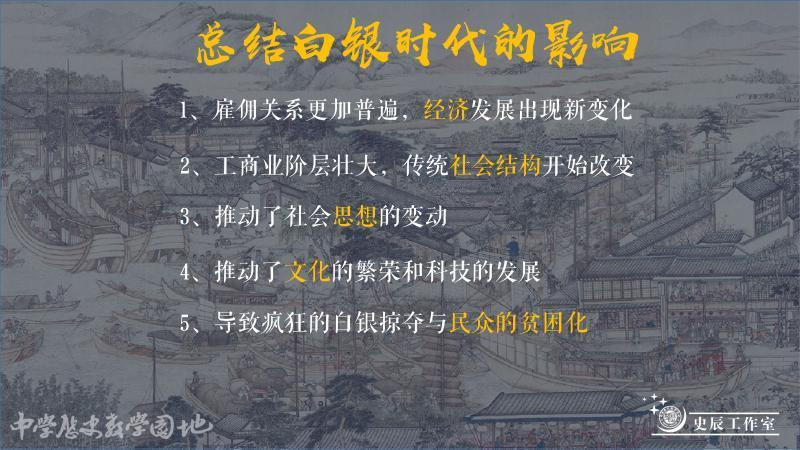 总结白银时代的影响
1、雇佣关系更加普遍，经济发展出现新变化
2、工商业阶层壮大，传统社会结构开始改变
3、推动了社会思想的变动
4、推动了文化的繁荣和科技的发展
5、导致疯狂的白银掠夺与民众的贫困化
中学历史教学园地
史辰工作室